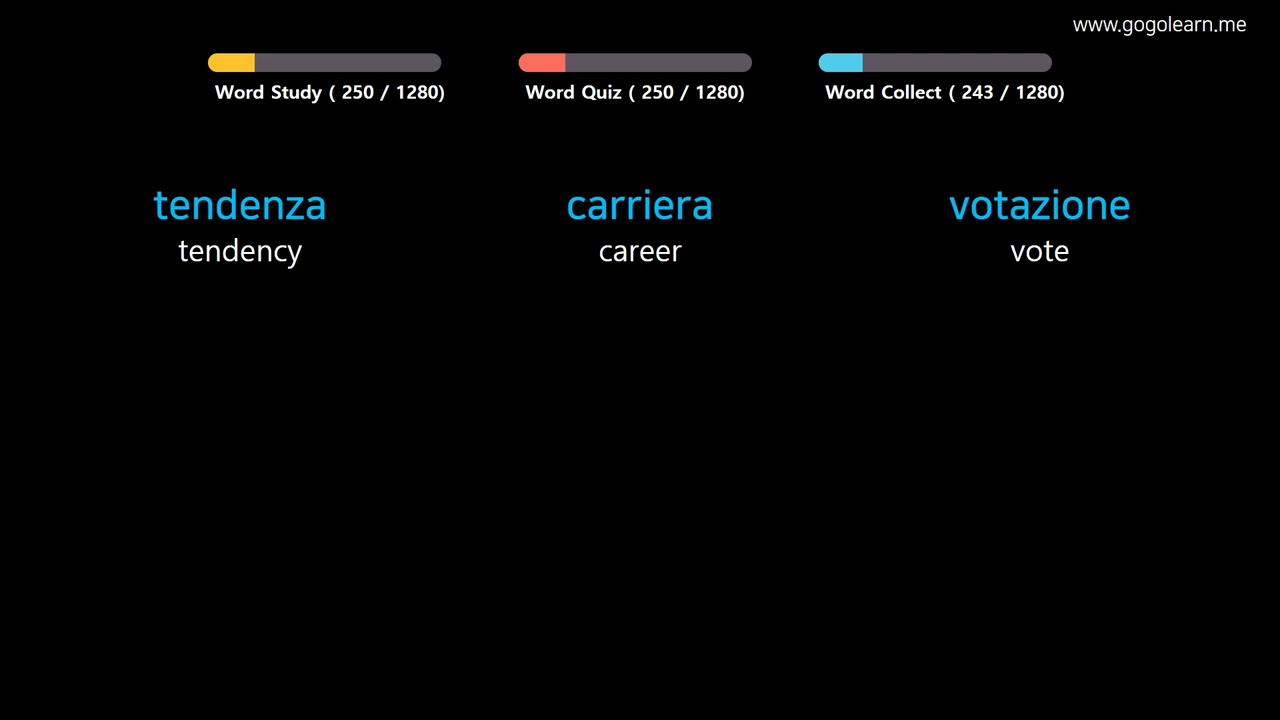 www.gogolearn.me
Word Study ( 250 / 1280)
Word Quiz ( 250 / 1280)
Word Collect ( 243 / 1280)
tendenza
tendency
carriera
career
votazione
vote